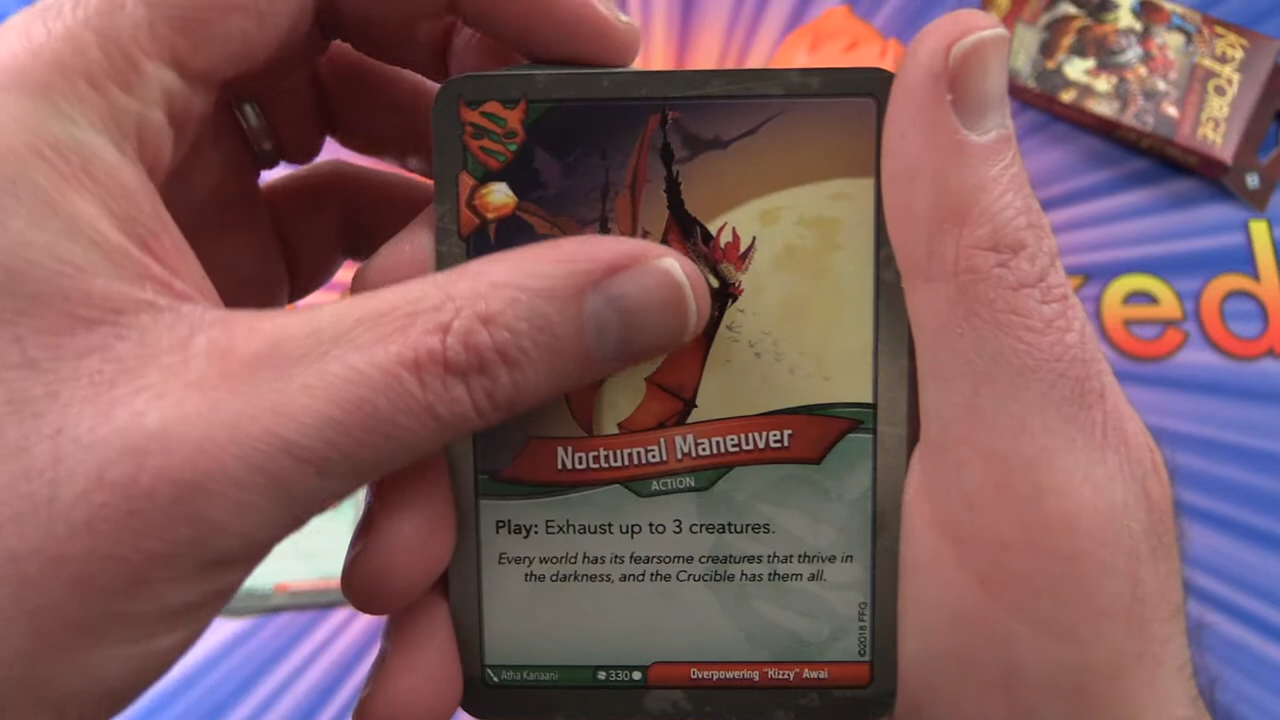 KEYFORGE
ed
Nocturnal Maneuver
ACTION
Play: Exhaust up to 3 creatures.
Every world has its fearsome creatures that thrive in
the darkness, and the Crucible has them all.
©2018 FFG
Atha Kanaani
330
Overpowering "Kizzy" Awai